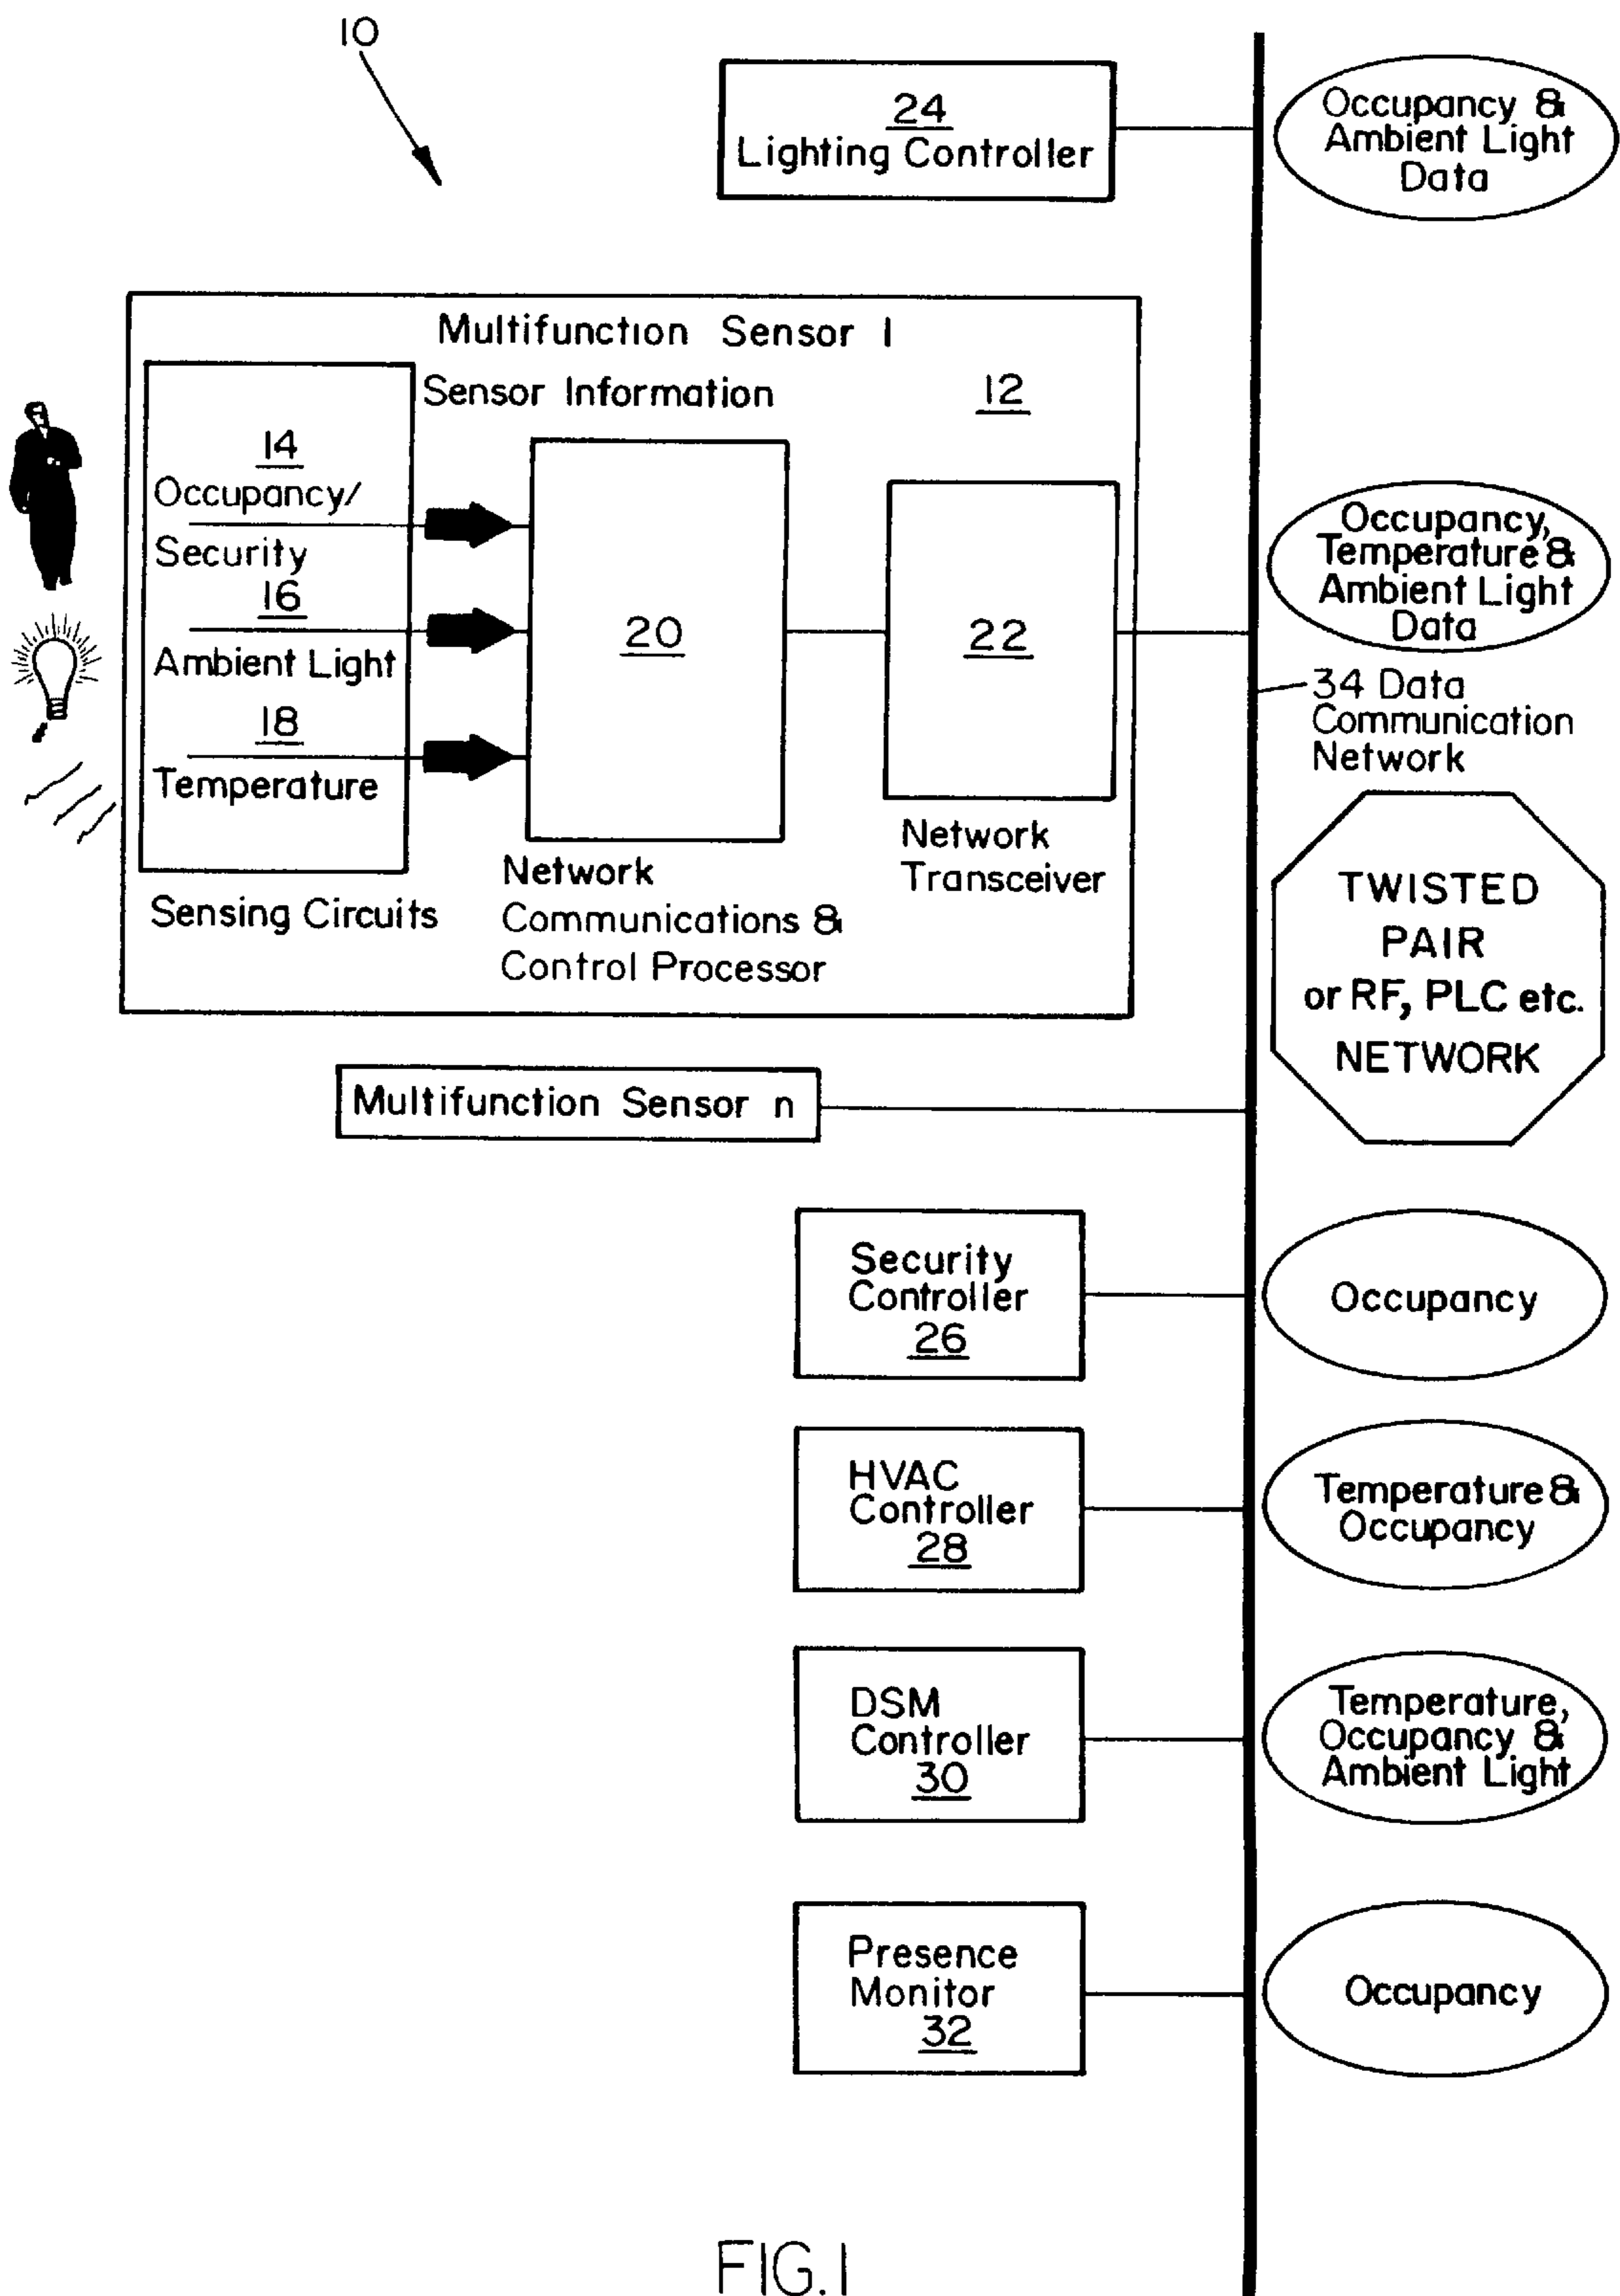 10
24
Lighting Controller
Occupancy &
Ambient Light
Data
Multifunction Sensor 1
Sensor Information
12
14
Occupancy/
Security
16
Ambient Light
18
Temperature
20
22
Sensing Circuits
Network
Communications &
Control Processor
Network
Transceiver
Occupancy,
Temperature &
Ambient Light
Data
34 Data
Communication
Network
TWISTED
PAIR
or RF, PLC etc.
NETWORK
Multifunction Sensor n
Security
Controller
26
Occupancy
HVAC
Controller
28
Temperature &
Occupancy
DSM
Controller
30
Temperature,
Occupancy &
Ambient Light
Presence
Monitor
32
Occupancy
FIG. 1